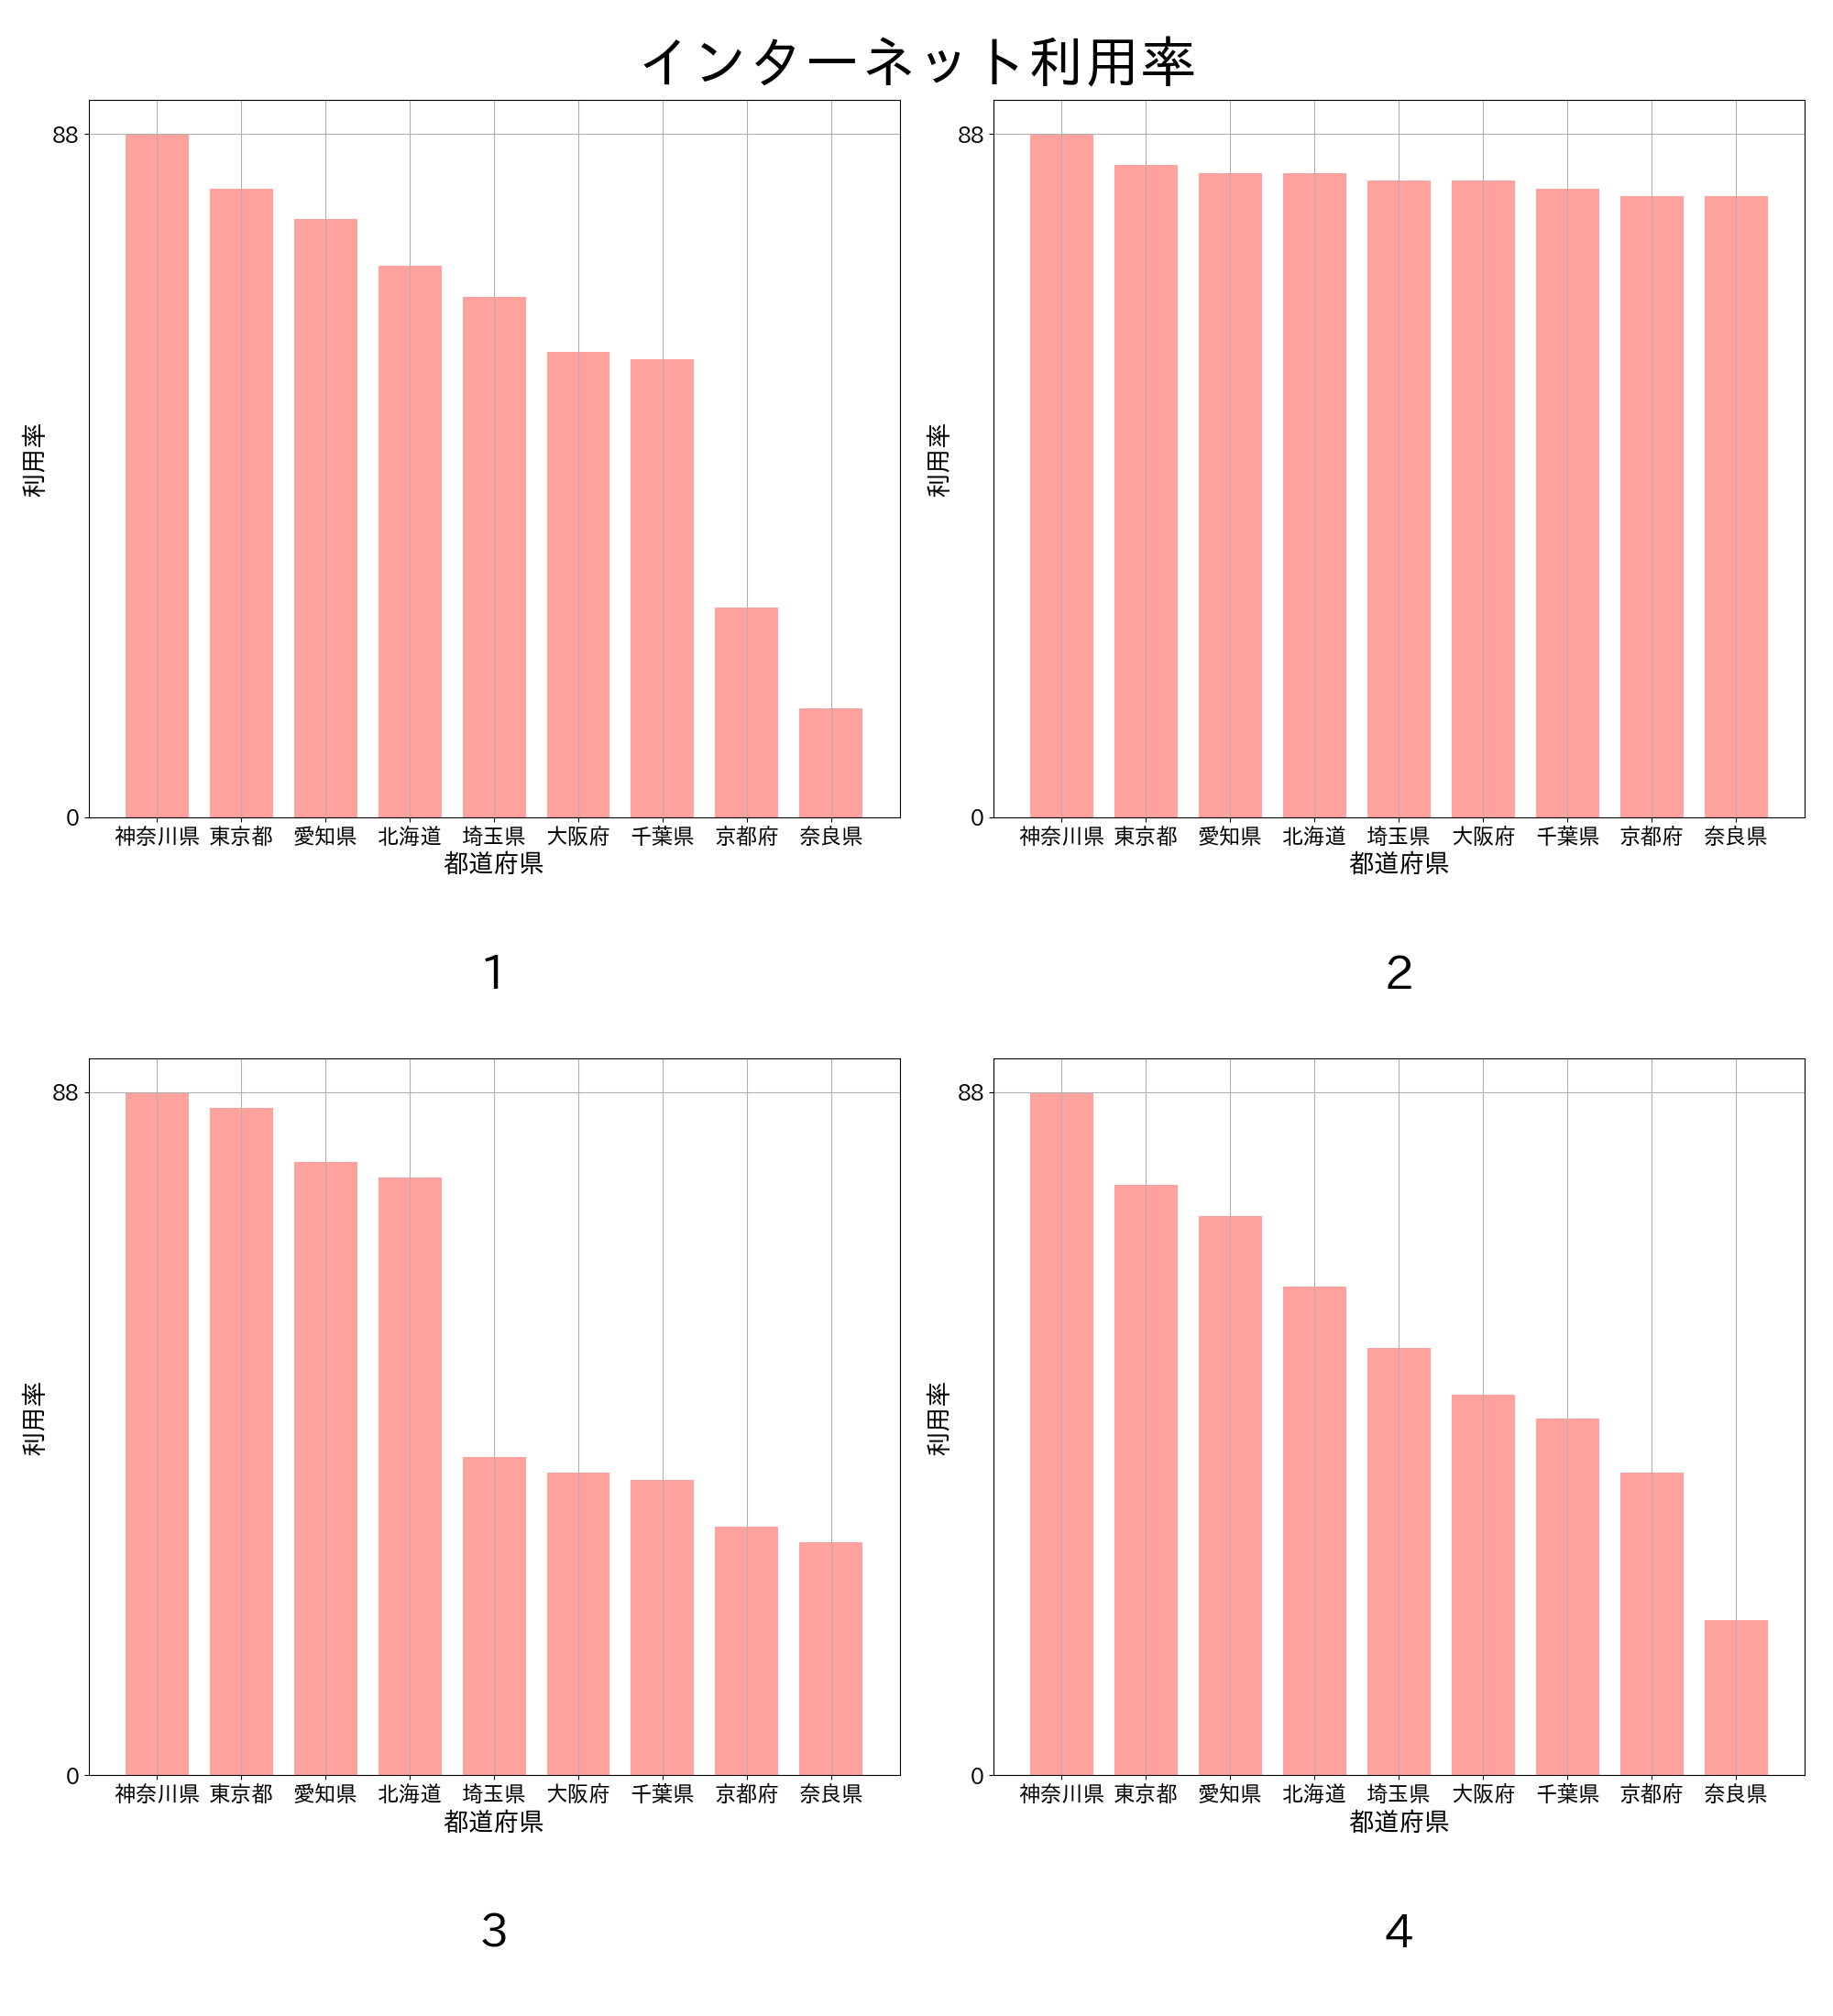 インターネット利用率
88
利用率
0
神奈川県 東京都 愛知県 北海道 埼玉県 大阪府 千葉県 京都府 奈良県
都道府県
1
88
利用率
0
神奈川県 東京都 愛知県 北海道 埼玉県 大阪府 千葉県 京都府 奈良県
都道府県
2
88
利用率
0
神奈川県 東京都 愛知県 北海道 埼玉県 大阪府 千葉県 京都府 奈良県
都道府県
3
88
利用率
0
神奈川県 東京都 愛知県 北海道 埼玉県 大阪府 千葉県 京都府 奈良県
都道府県
4